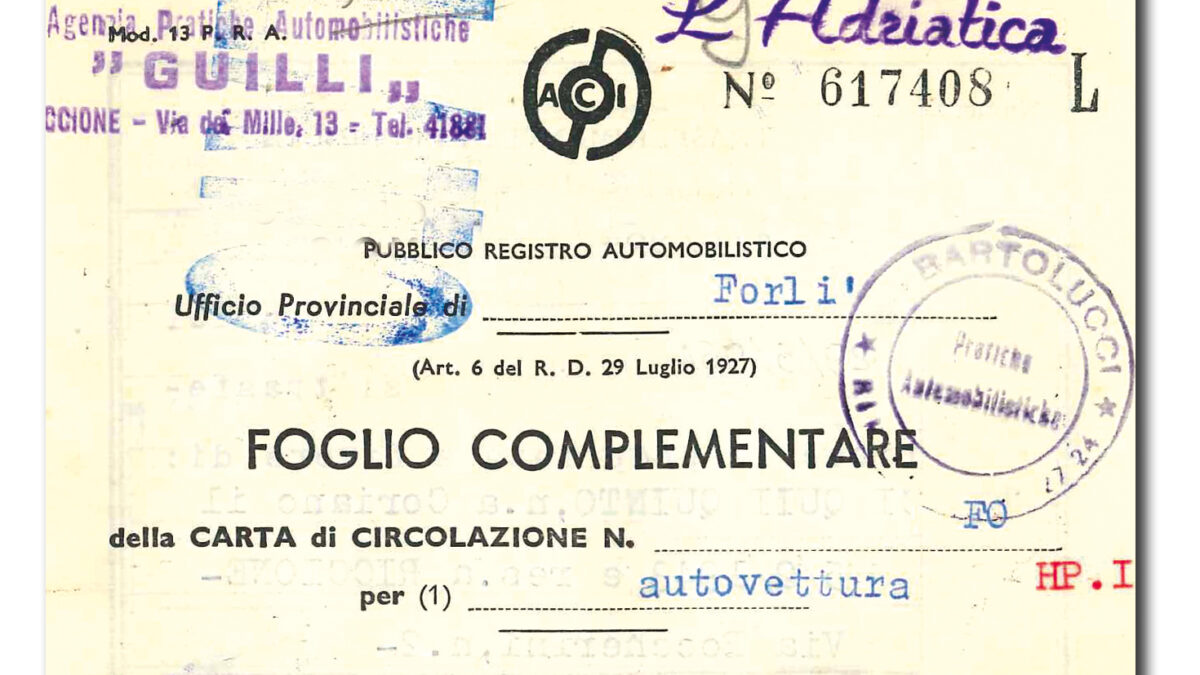 Agenzia Pratiche Automobilistiche
Mod. 13 P. R. A.
" GUILLI "
CCIONE - Via dei Mille, 13 - Tel. 41881
L'Adriatica
ACI
Nº 617408 L
PUBBLICO REGISTRO AUTOMOBILISTICO
Ufficio Provinciale di Forli'
(Art. 6 del R. D. 29 Luglio 1927)
BARTOLUCCI
Pratiche
Automobilistiche
FOGLIO COMPLEMENTARE
della CARTA di CIRCOLAZIONE N. FO
per (1) autovettura
HP.I